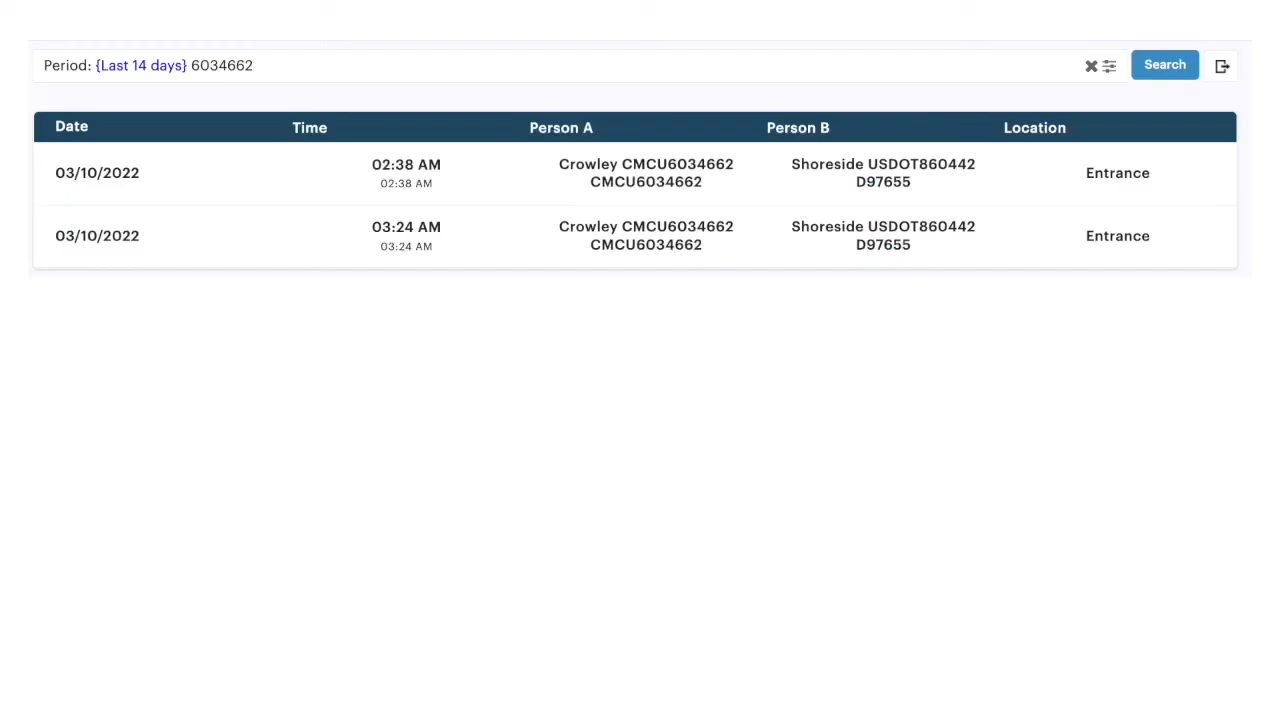 Period: {Last 14 days} 6034662
Search
Date Time Person A Person B Location
03/10/2022 02:38 AM Crowley CMCU6034662 Shoreside USDOT860442 Entrance
02:38 AM CMCU6034662 D97655
03/10/2022 03:24 AM Crowley CMCU6034662 Shoreside USDOT860442 Entrance
03:24 AM CMCU6034662 D97655